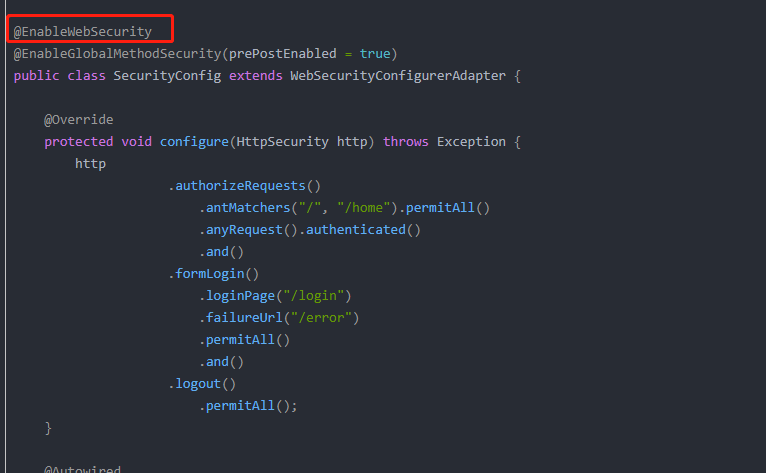 @EnableWebSecurity
@EnableGlobalMethodSecurity(prePostEnabled = true)
public class SecurityConfig extends WebSecurityConfigurerAdapter {
@Override
protected void configure(HttpSecurity http) throws Exception {
http
.authorizeRequests()
.antMatchers("/", "/home").permitAll()
.anyRequest().authenticated()
.and()
.formLogin()
.loginPage("/login")
.failureUrl("/error")
.permitAll()
.and()
.logout()
.permitAll();
}
@Autowired